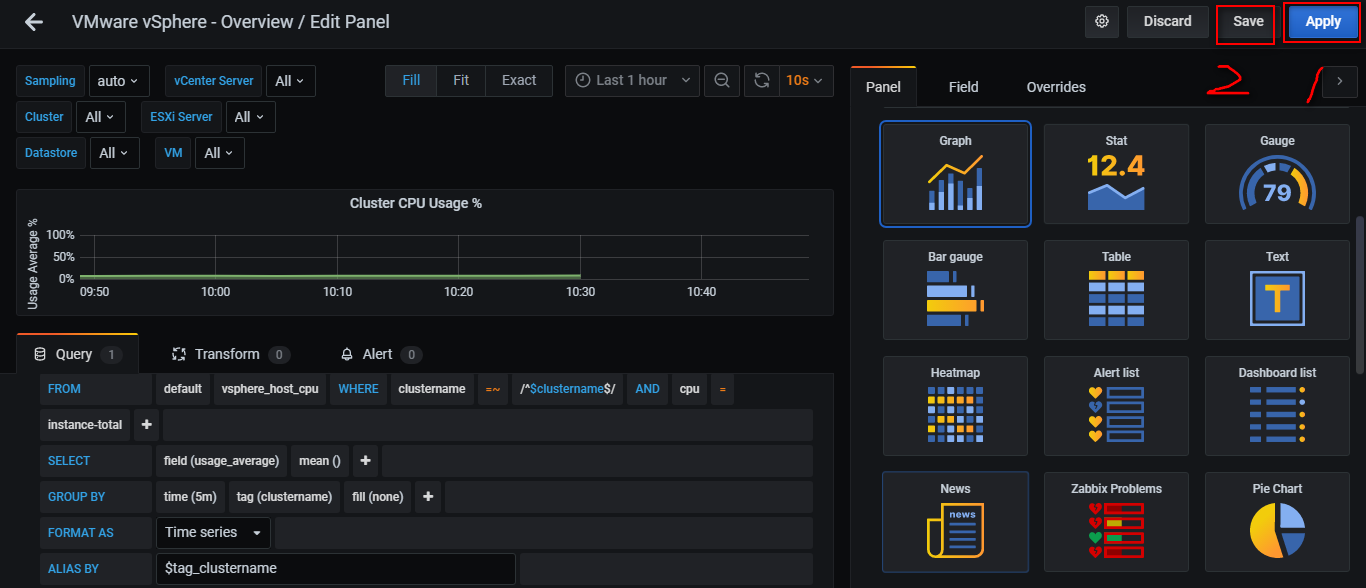 VMware vSphere - Overview / Edit Panel
Discard
Save
Apply
Sampling
auto
vCenter Server
All
Fill
Fit
Exact
Last 1 hour
10s
Cluster
All
ESXi Server
All
Datastore
All
VM
All
Panel
Field
Overrides
2
1
Cluster CPU Usage %
Usage Average %
100%
50%
0%
09:50
10:00
10:10
10:20
10:30
10:40
Query 1
Transform 0
Alert 0
FROM default vsphere_host_cpu WHERE clustername =~ /^$clustername$/ AND cpu =
instance-total +
SELECT field (usage_average) mean () +
GROUP BY time (5m) tag (clustername) fill (none) +
FORMAT AS Time series
ALIAS BY $tag_clustername
Graph
Stat
12.4
Gauge
79
Bar gauge
Table
Text
T
Heatmap
Alert list
Dashboard list
News
news
Zabbix Problems
Pie Chart